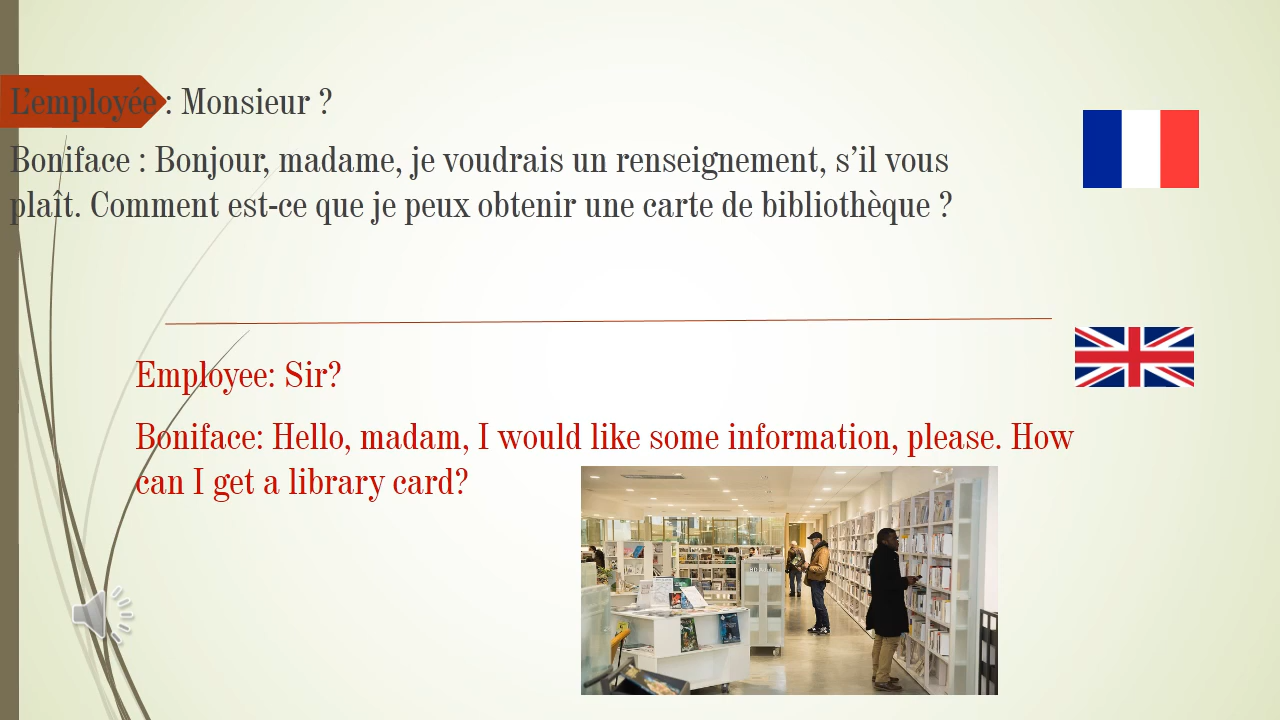 L’employée : Monsieur ?
Boniface : Bonjour, madame, je voudrais un renseignement, s’il vous
plaît. Comment est-ce que je peux obtenir une carte de bibliothèque ?
Employee: Sir?
Boniface: Hello, madam, I would like some information, please. How
can I get a library card?